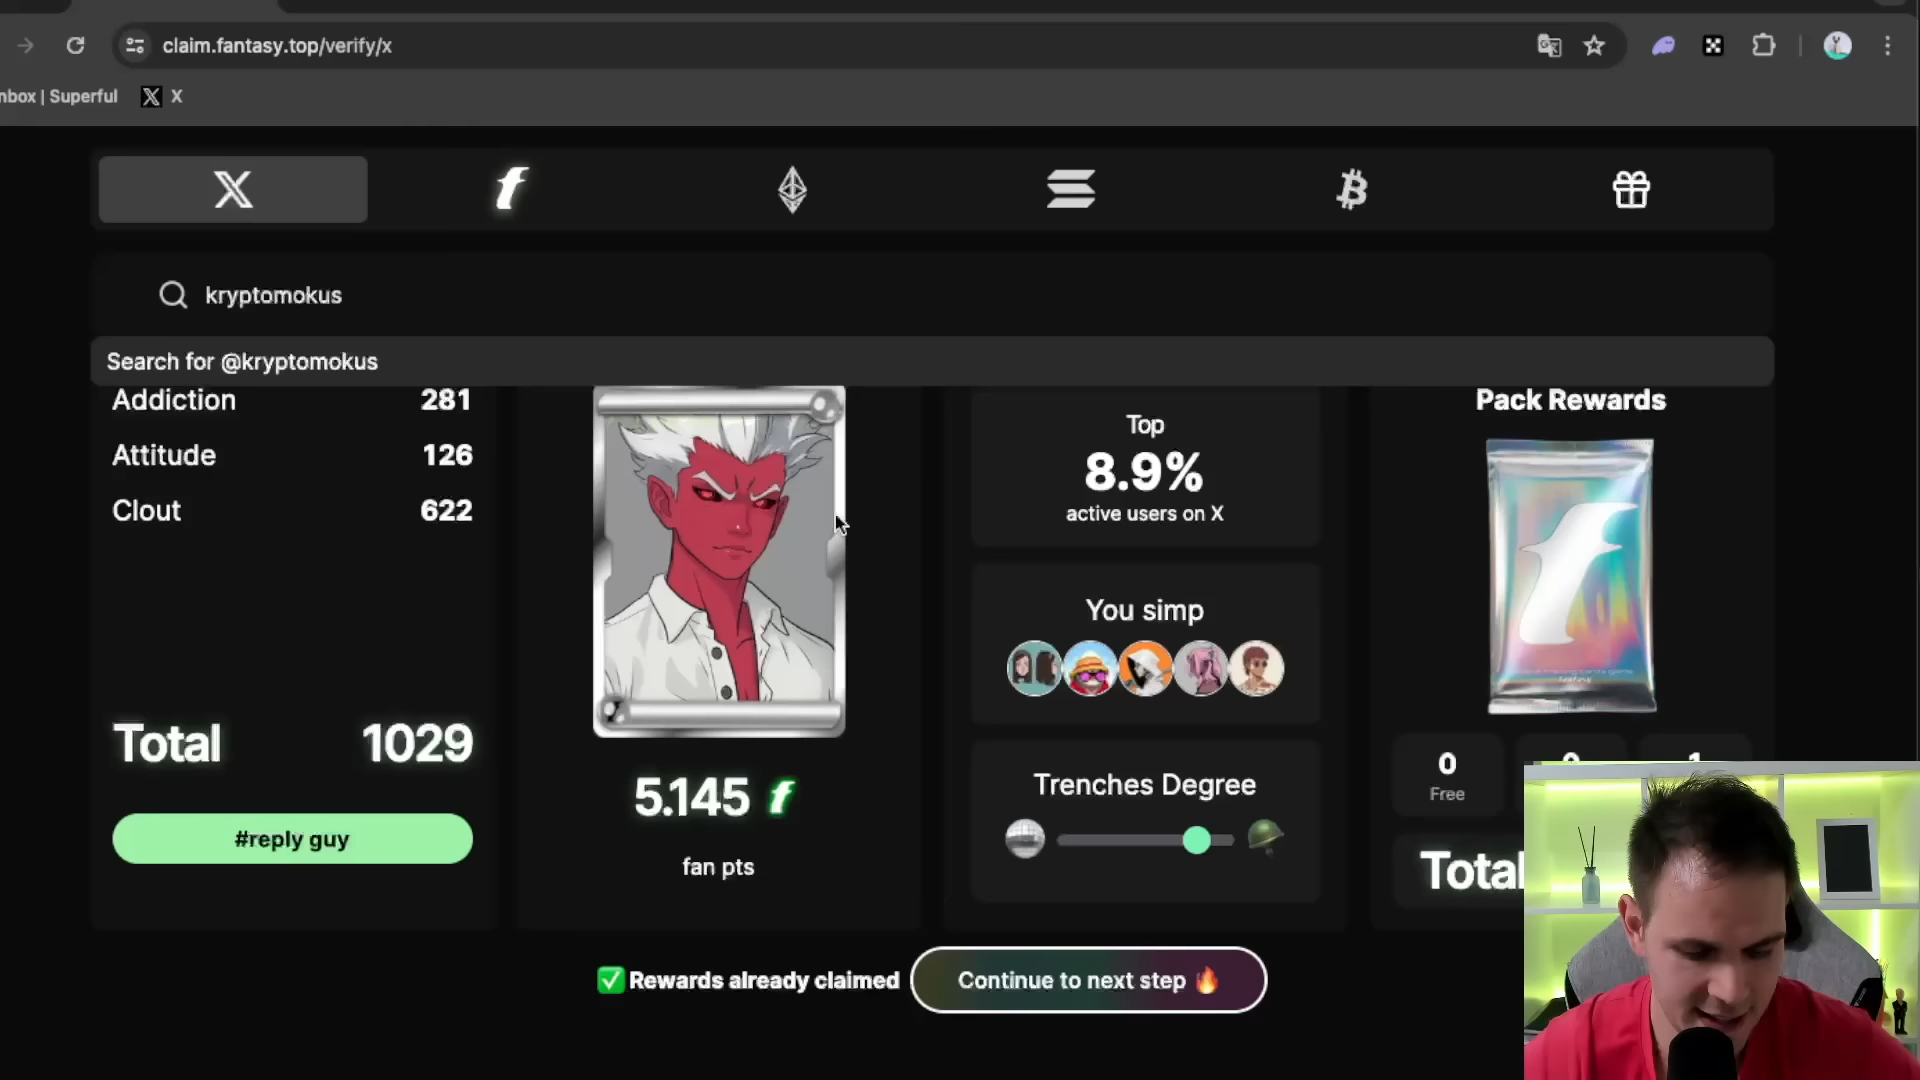 claim.fantasy.top/verify/x
nbox | Superful
X
kryptomokus
Search for @kryptomokus
Addiction 281
Attitude 126
Clout 622
Total 1029
#reply guy
5.145
fan pts
Top
8.9%
active users on X
You simp
Trenches Degree
Pack Rewards
0
Free
Total
✅ Rewards already claimed
Continue to next step 🔥